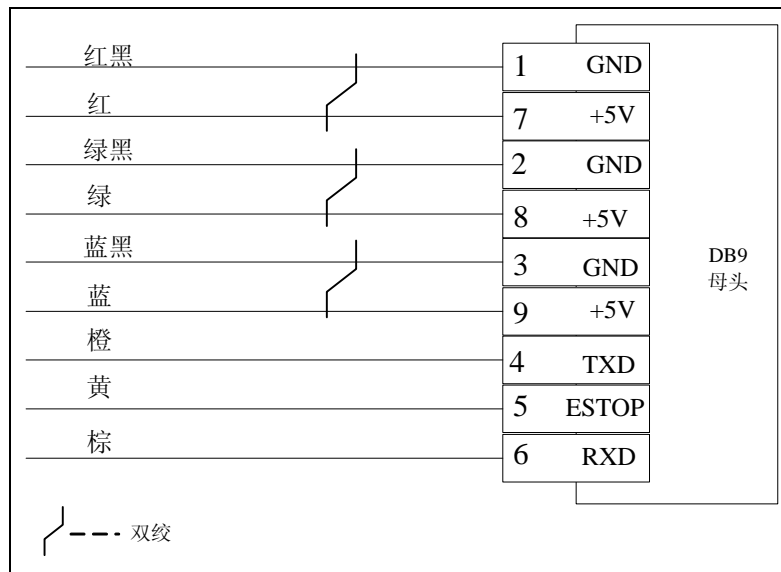 红黑 1 GND
红 7 +5V
绿黑 2 GND
绿 8 +5V
蓝黑 3 GND
蓝 9 +5V
橙 4 TXD
黄 5 ESTOP
棕 6 RXD
DB9
母头
双绞